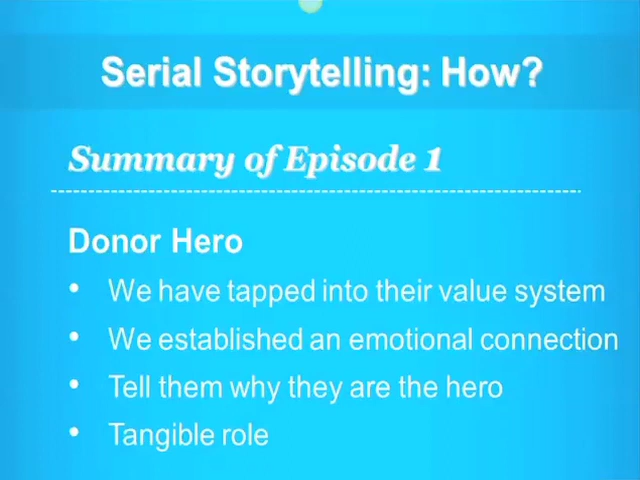 Serial Storytelling: How?
Summary of Episode 1
Donor Hero
• We have tapped into their value system
• We established an emotional connection
• Tell them why they are the hero
• Tangible role